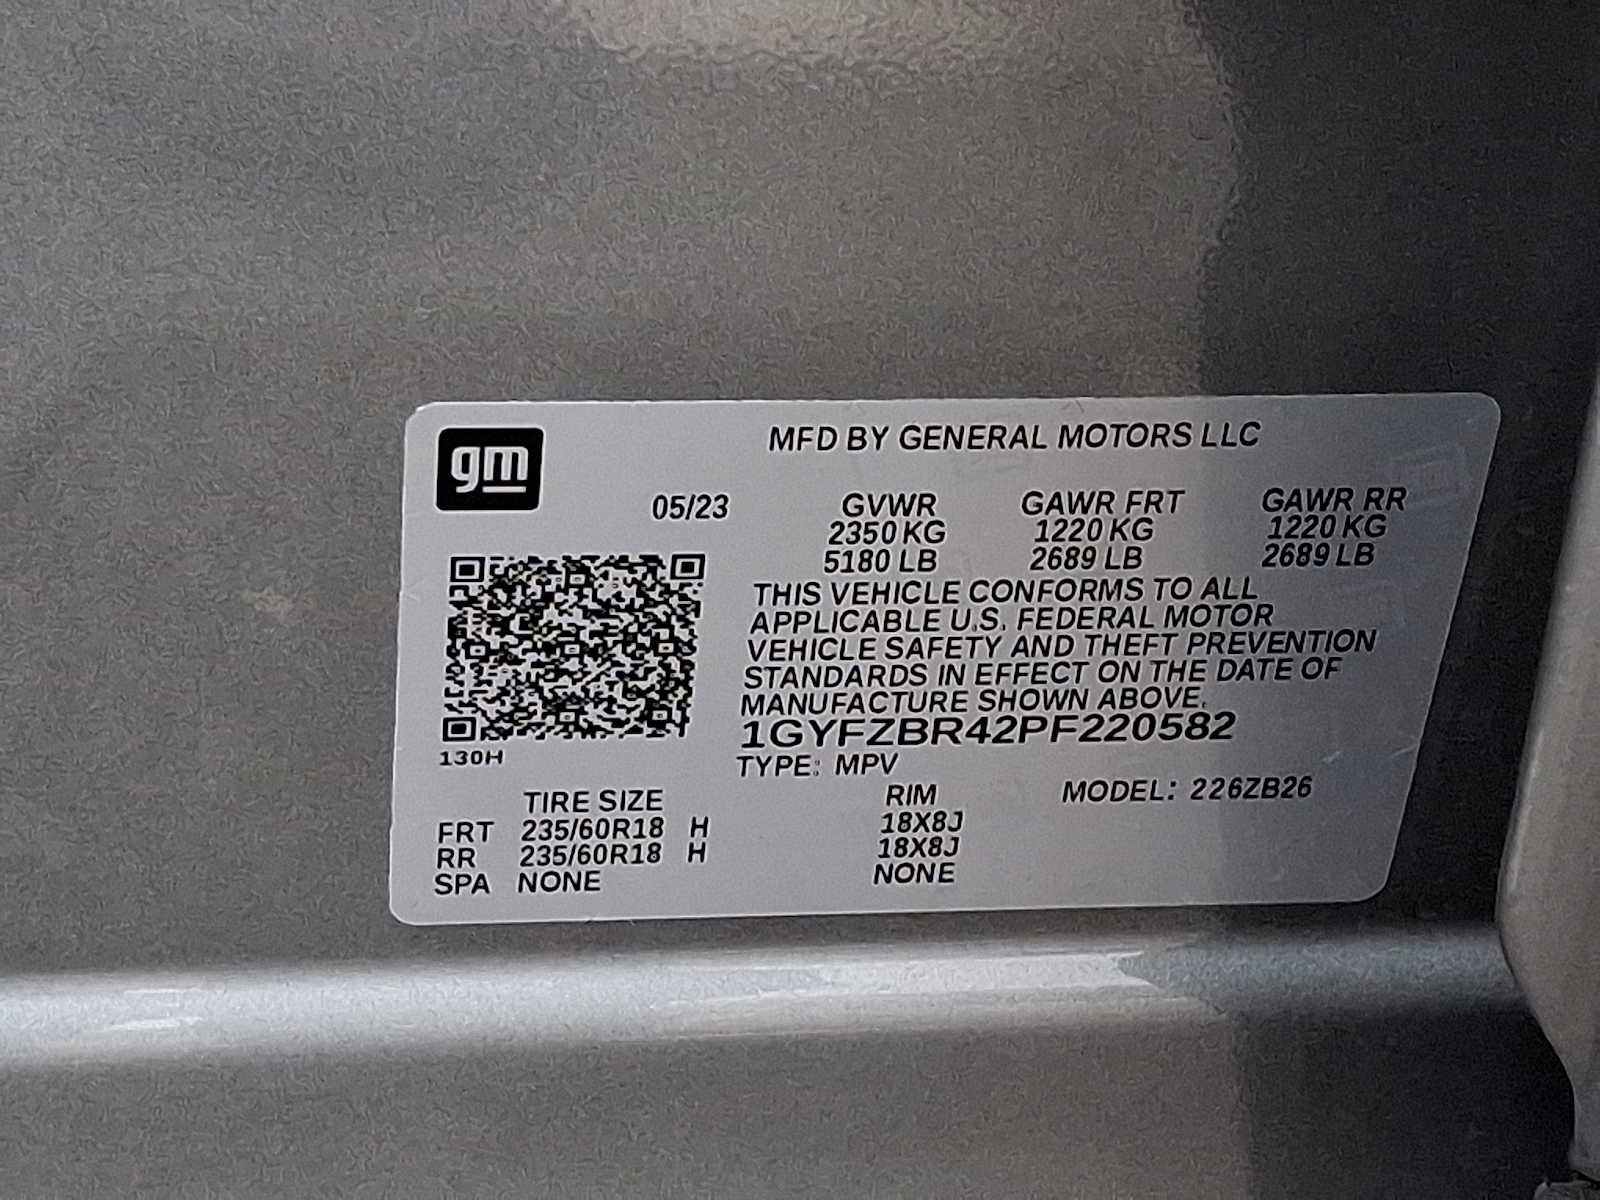 gm
MFD BY GENERAL MOTORS LLC
05/23 GVWR GAWR FRT GAWR RR
2350 KG 1220 KG 1220 KG
5180 LB 2689 LB 2689 LB
THIS VEHICLE CONFORMS TO ALL
APPLICABLE U.S. FEDERAL MOTOR
VEHICLE SAFETY AND THEFT PREVENTION
STANDARDS IN EFFECT ON THE DATE OF
MANUFACTURE SHOWN ABOVE.
1GYFZBR42PF220582
130H
TYPE: MPV
TIRE SIZE RIM MODEL: 226ZB26
FRT 235/60R18 H 18X8J
RR 235/60R18 H 18X8J
SPA NONE NONE